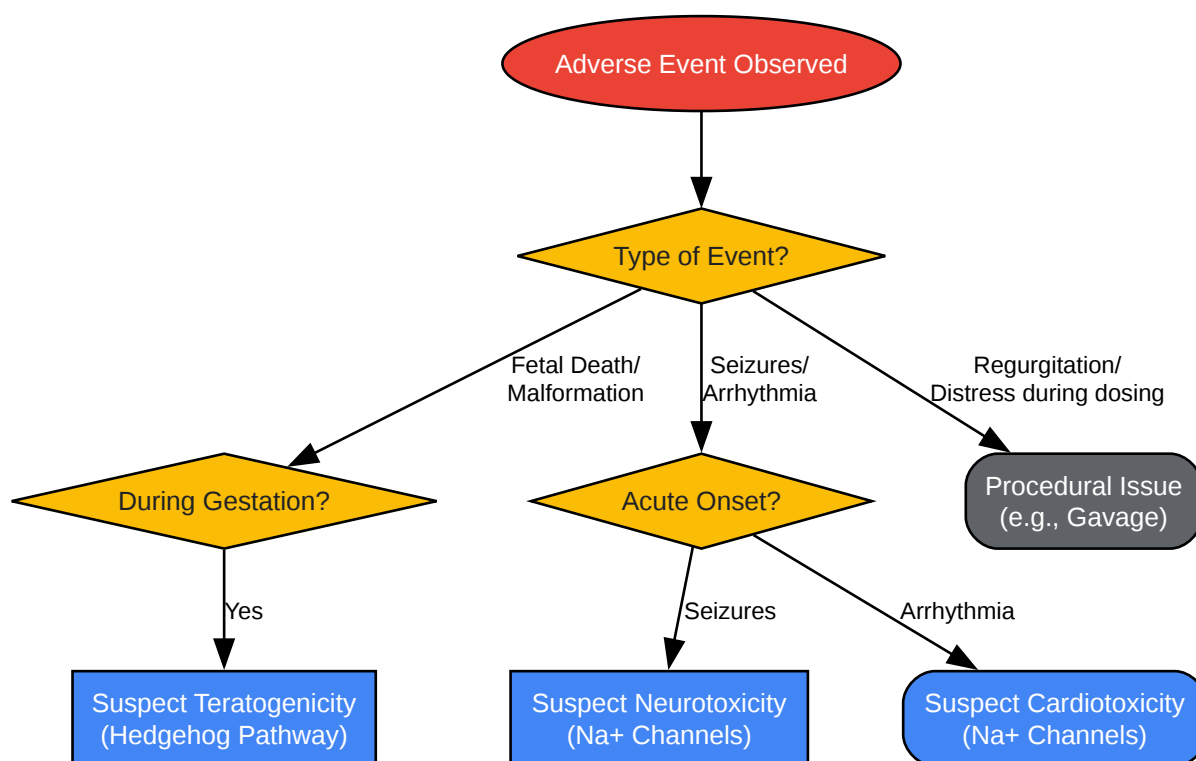 Adverse Event Observed
Type of Event?
Fetal Death/
Malformation
Seizures/
Arrhythmia
Regurgitation/
Distress during dosing
During Gestation?
Acute Onset?
Procedural Issue
(e.g., Gavage)
Yes
Seizures
Arrhythmia
Suspect Teratogenicity
(Hedgehog Pathway)
Suspect Neurotoxicity
(Na+ Channels)
Suspect Cardiotoxicity
(Na+ Channels)